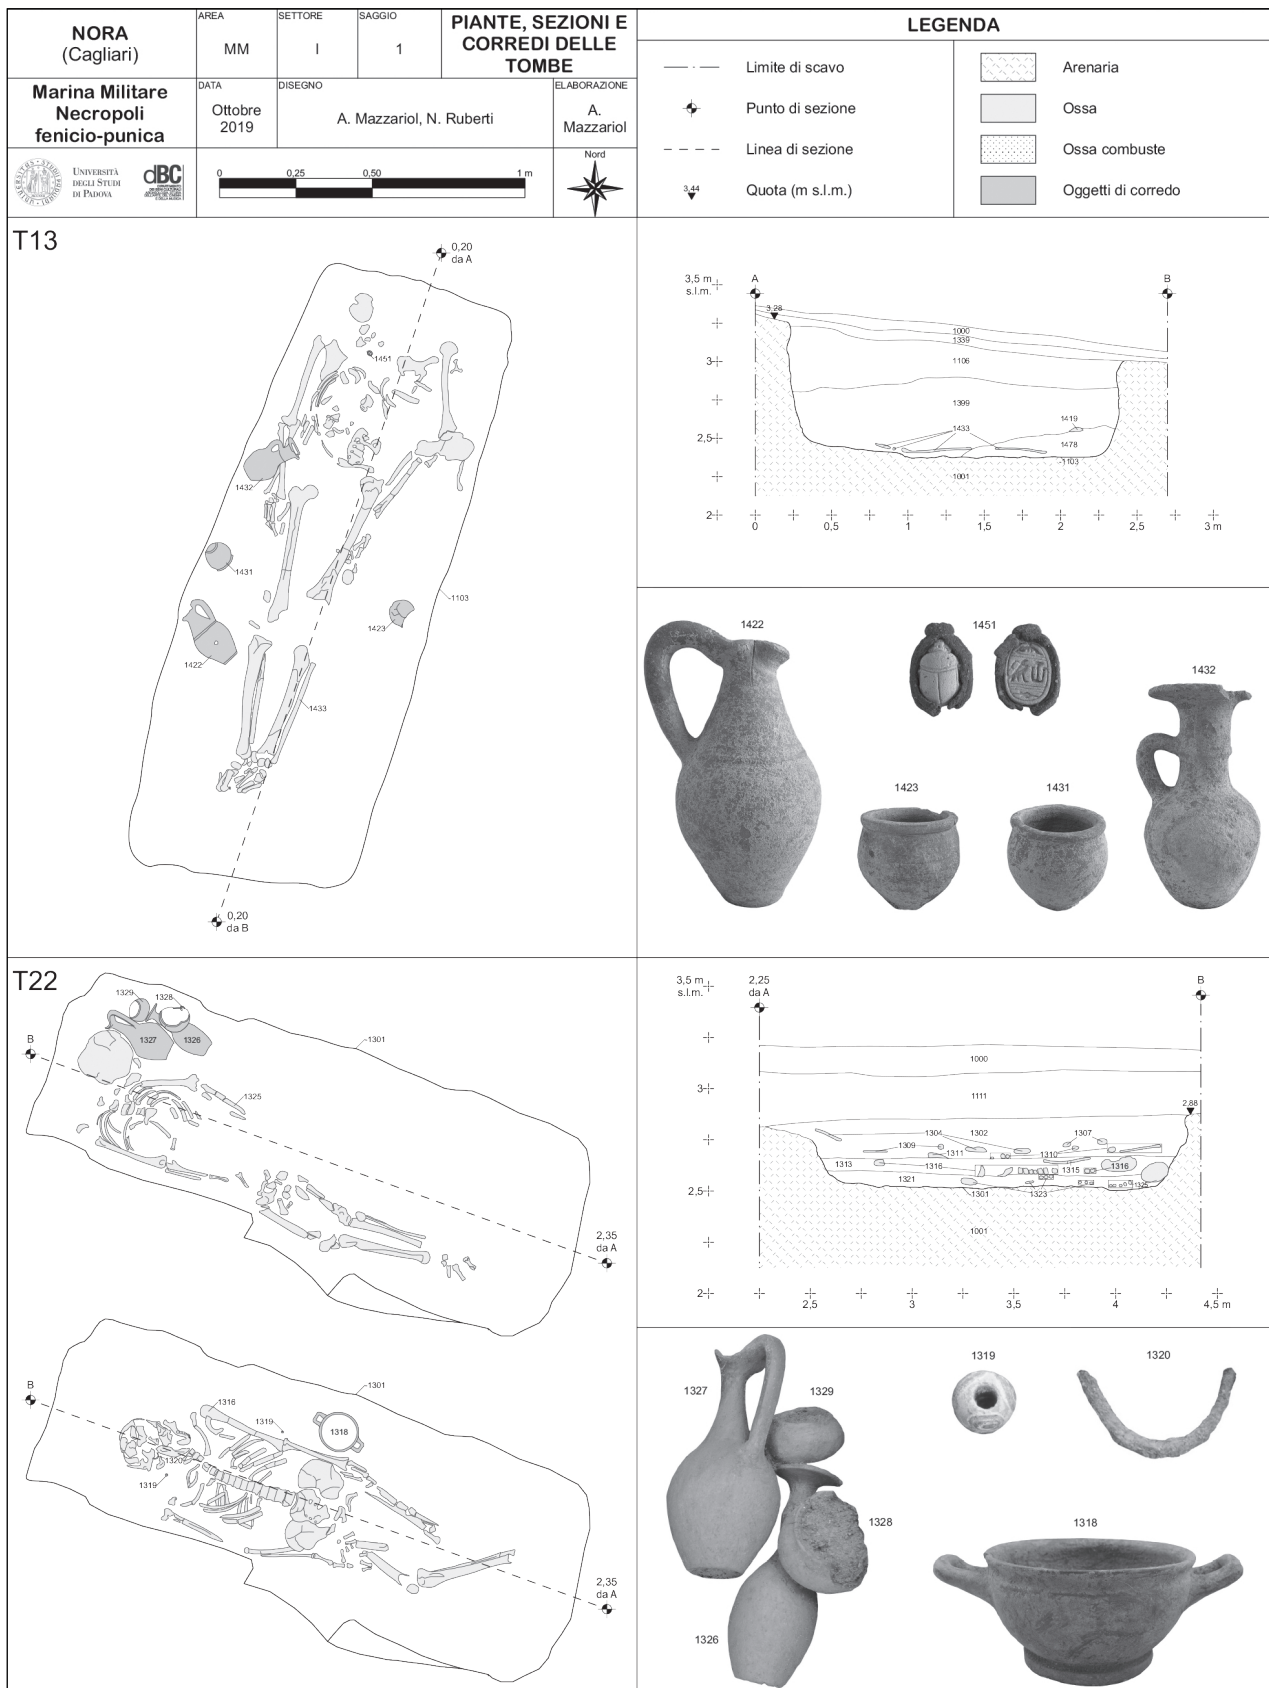 NORA
(Cagliari)
AREA
MM
SETTORE
I
SAGGIO
1
PIANTE, SEZIONI E
CORREDI DELLE
TOMBE
Marina Militare
Necropoli
fenicio-punica
DATA
Ottobre
2019
DISEGNO
A. Mazzariol, N. Ruberti
ELABORAZIONE
A.
Mazzariol
UNIVERSITÀ
DEGLI STUDI
DI PADOVA
dBC
0
0,25
0,50
1 m
Nord
LEGENDA
Limite di scavo
Punto di sezione
Linea di sezione
3,44
Quota (m s.l.m.)
Arenaria
Ossa
Ossa combuste
Oggetti di corredo
T13
0,20
da A
1451
1432
1431
1103
1423
1422
1433
0,20
da B
3,5 m
s.l.m.
A
B
3,28
1000
1339
3
1106
1399
1419
1433
2,5
1478
1103
1001
2
0
0,5
1
1,5
2
2,5
3 m
1422
1451
1432
1423
1431
T22
1329
1328
1327
1326
1301
B
1325
2,35
da A
B
1301
1316
1319
1318
1320
1319
2,35
da A
3,5 m
s.l.m.
2,25
da A
B
1000
3
1111
2,88
1304
1302
1307
1309
1311
1310
1313
1316
1315
1316
1321
1325
2,5
1301
1323
1001
2
2,5
3
3,5
4
4,5 m
1327
1329
1319
1320
1328
1318
1326